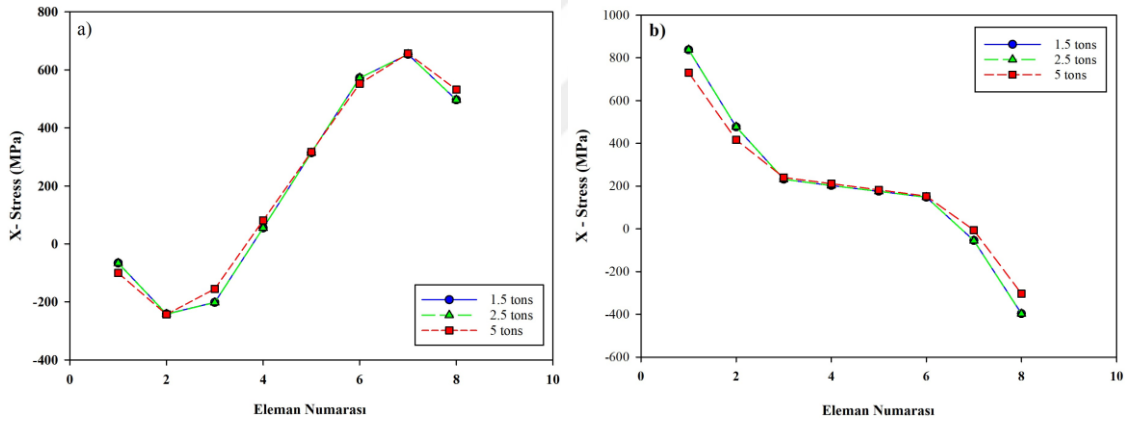 a)
800
600
400
200
0
-200
-400
0 2 4 6 8 10
X- Stress (MPa)
Eleman Numarası
1.5 tons
2.5 tons
5 tons
b)
1000
800
600
400
200
0
-200
-400
-600
0 2 4 6 8 10
X - Stress (MPa)
Eleman Numarası
1.5 tons
2.5 tons
5 tons